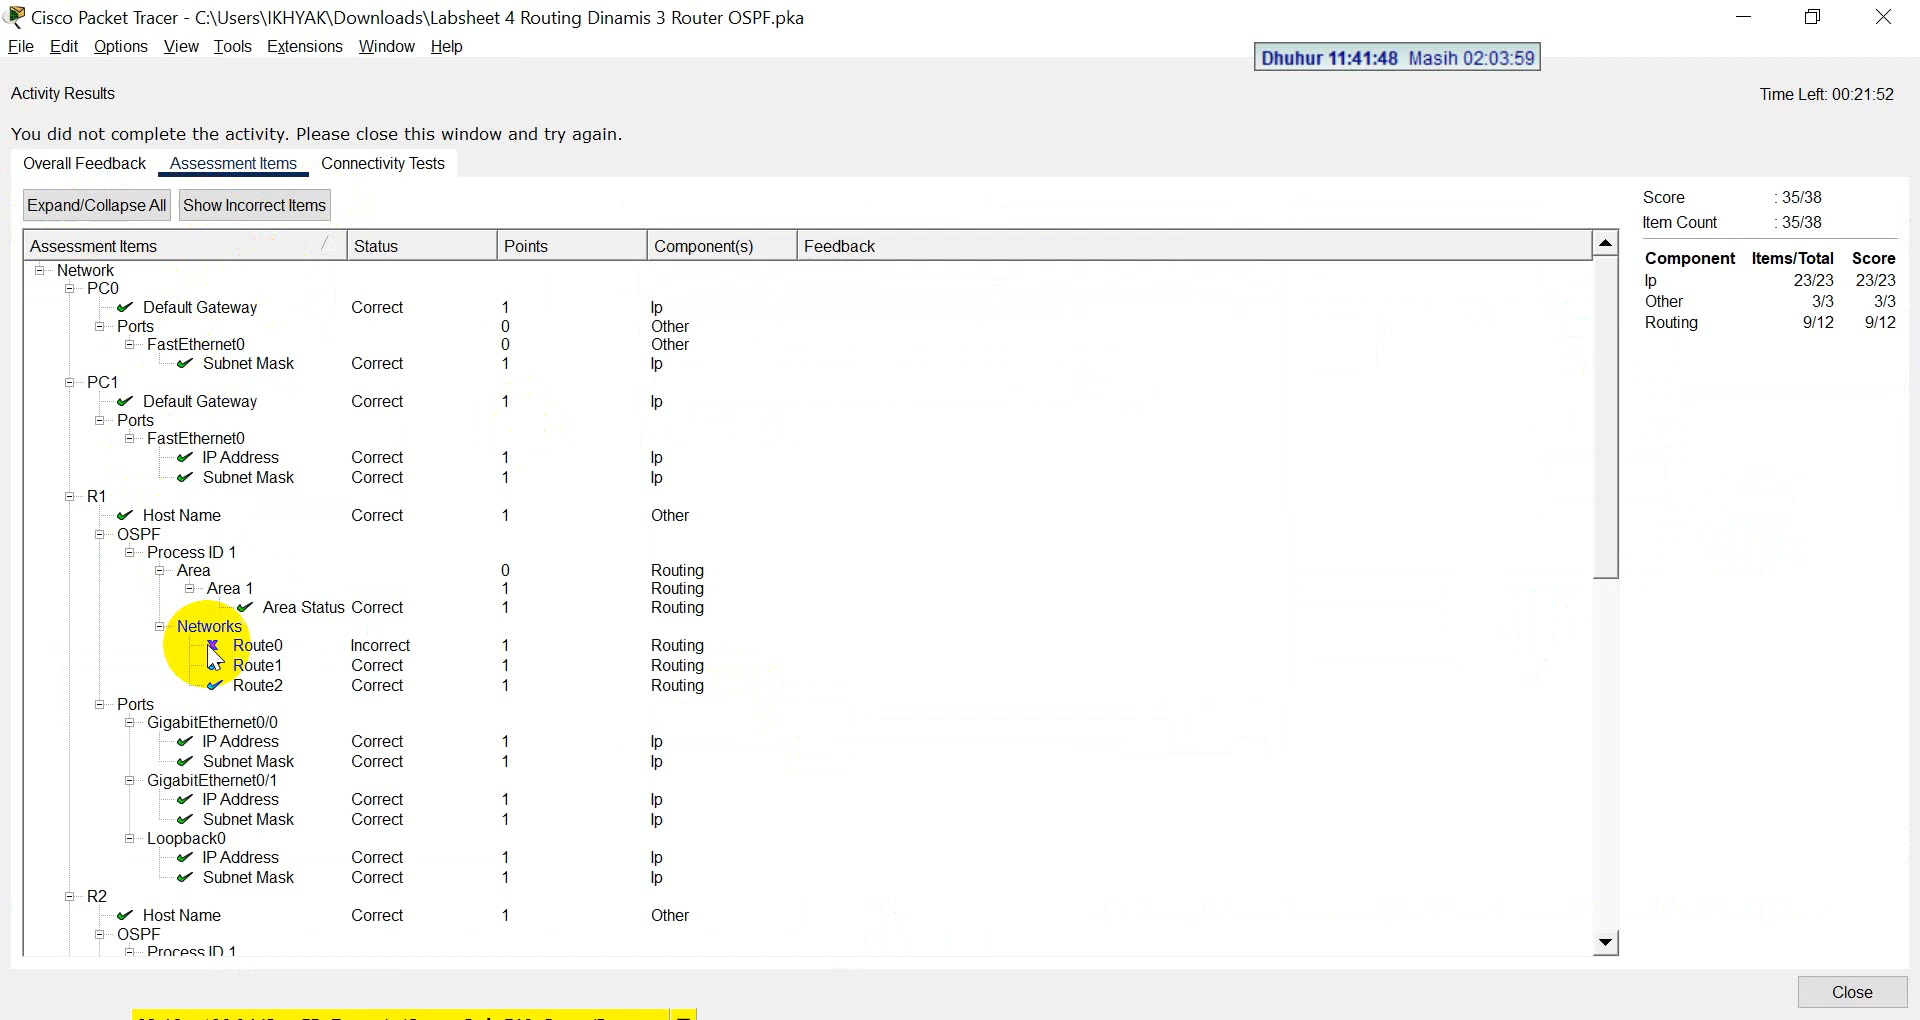 Cisco Packet Tracer - C:\Users\IKHYAK\Downloads\Labsheet 4 Routing Dinamis 3 Router OSPF.pka
File Edit Options View Tools Extensions Window Help
Dhuhur 11:41:48 Masih 02:03:59
Activity Results
Time Left: 00:21:52
You did not complete the activity. Please close this window and try again.
Overall Feedback Assessment Items Connectivity Tests
Expand/Collapse All Show Incorrect Items
Score : 35/38
Item Count : 35/38
Assessment Items Status Points Component(s) Feedback
Component Items/Total Score
Ip 23/23 23/23
Other 3/3 3/3
Routing 9/12 9/12
Network
PC0
Default Gateway Correct 1 Ip
Ports 0 Other
FastEthernet0 0 Other
Subnet Mask Correct 1 Ip
PC1
Default Gateway Correct 1 Ip
Ports
FastEthernet0
IP Address Correct 1 Ip
Subnet Mask Correct 1 Ip
R1
Host Name Correct 1 Other
OSPF
Process ID 1
Area 0 Routing
Area 1 1 Routing
Area Status Correct 1 Routing
Networks
Route0 Incorrect 1 Routing
Route1 Correct 1 Routing
Route2 Correct 1 Routing
Ports
GigabitEthernet0/0
IP Address Correct 1 Ip
Subnet Mask Correct 1 Ip
GigabitEthernet0/1
IP Address Correct 1 Ip
Subnet Mask Correct 1 Ip
Loopback0
IP Address Correct 1 Ip
Subnet Mask Correct 1 Ip
R2
Host Name Correct 1 Other
OSPF
Process ID 1
Close